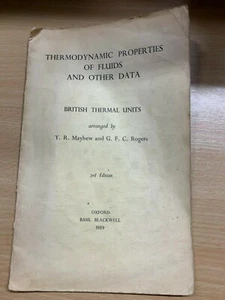 THERMODYNAMIC PROPERTIES
OF FLUIDS
AND OTHER DATA
BRITISH THERMAL UNITS
arranged by
Y. R. Mayhew and G. F. C. Rogers
3rd Edition
OXFORD
BASIL BLACKWELL